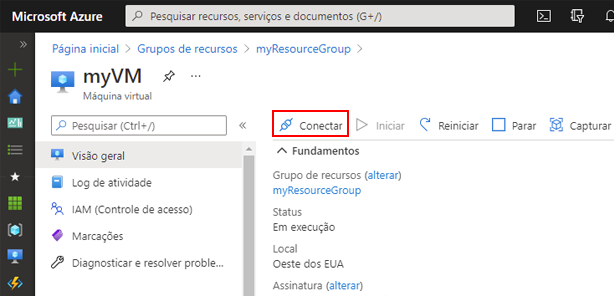 Microsoft Azure
Pesquisar recursos, serviços e documentos (G+/)
Página inicial > Grupos de recursos > myResourceGroup >
myVM
Máquina virtual
Pesquisar (Ctrl+/)
Conectar Iniciar Reiniciar Parar Capturar
Visão geral
Log de atividade
IAM (Controle de acesso)
Marcações
Diagnosticar e resolver proble...
Fundamentos
Grupo de recursos (alterar)
myResourceGroup
Status
Em execução
Local
Oeste dos EUA
Assinatura (alterar)